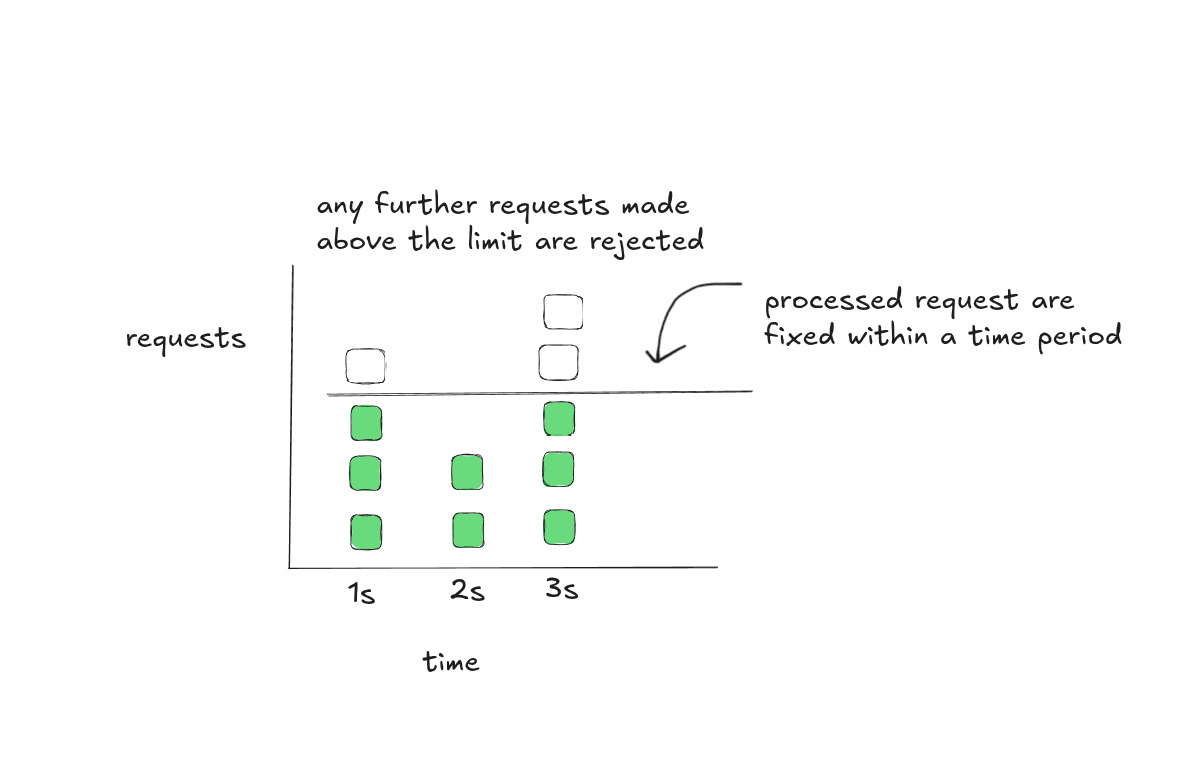 any further requests made
above the limit are rejected
processed request are
fixed within a time period
requests
1s
2s
3s
time